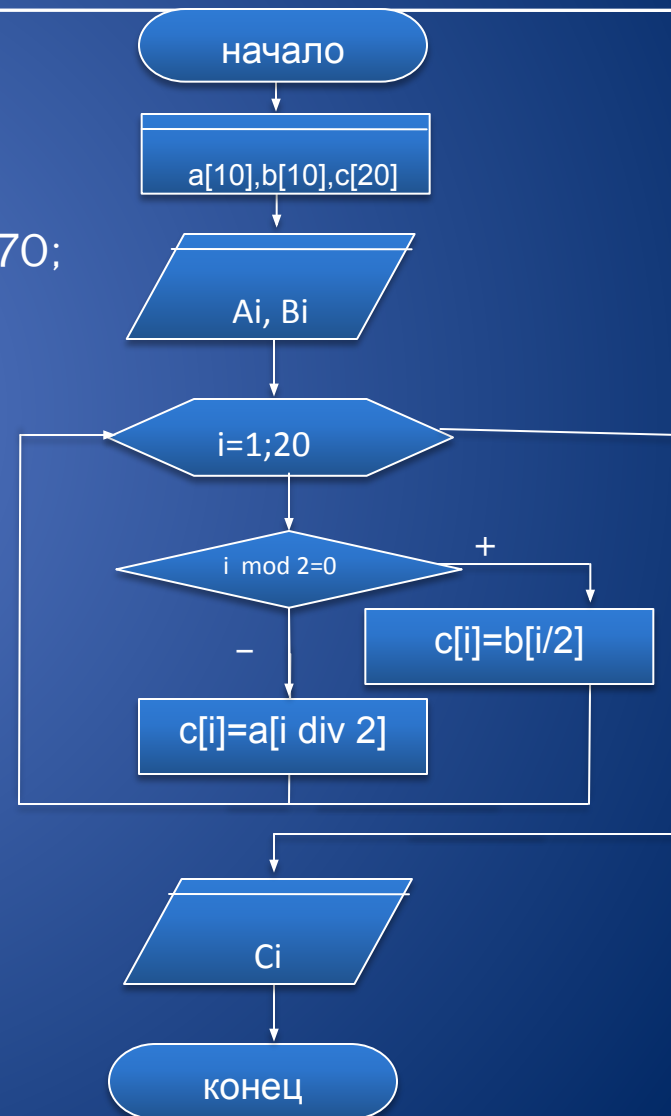 начало
a[10],b[10],c[20]
70;
Ai, Bi
i=1;20
i mod 2=0
+
c[i]=b[i/2]
–
c[i]=a[i div 2]
Ci
конец